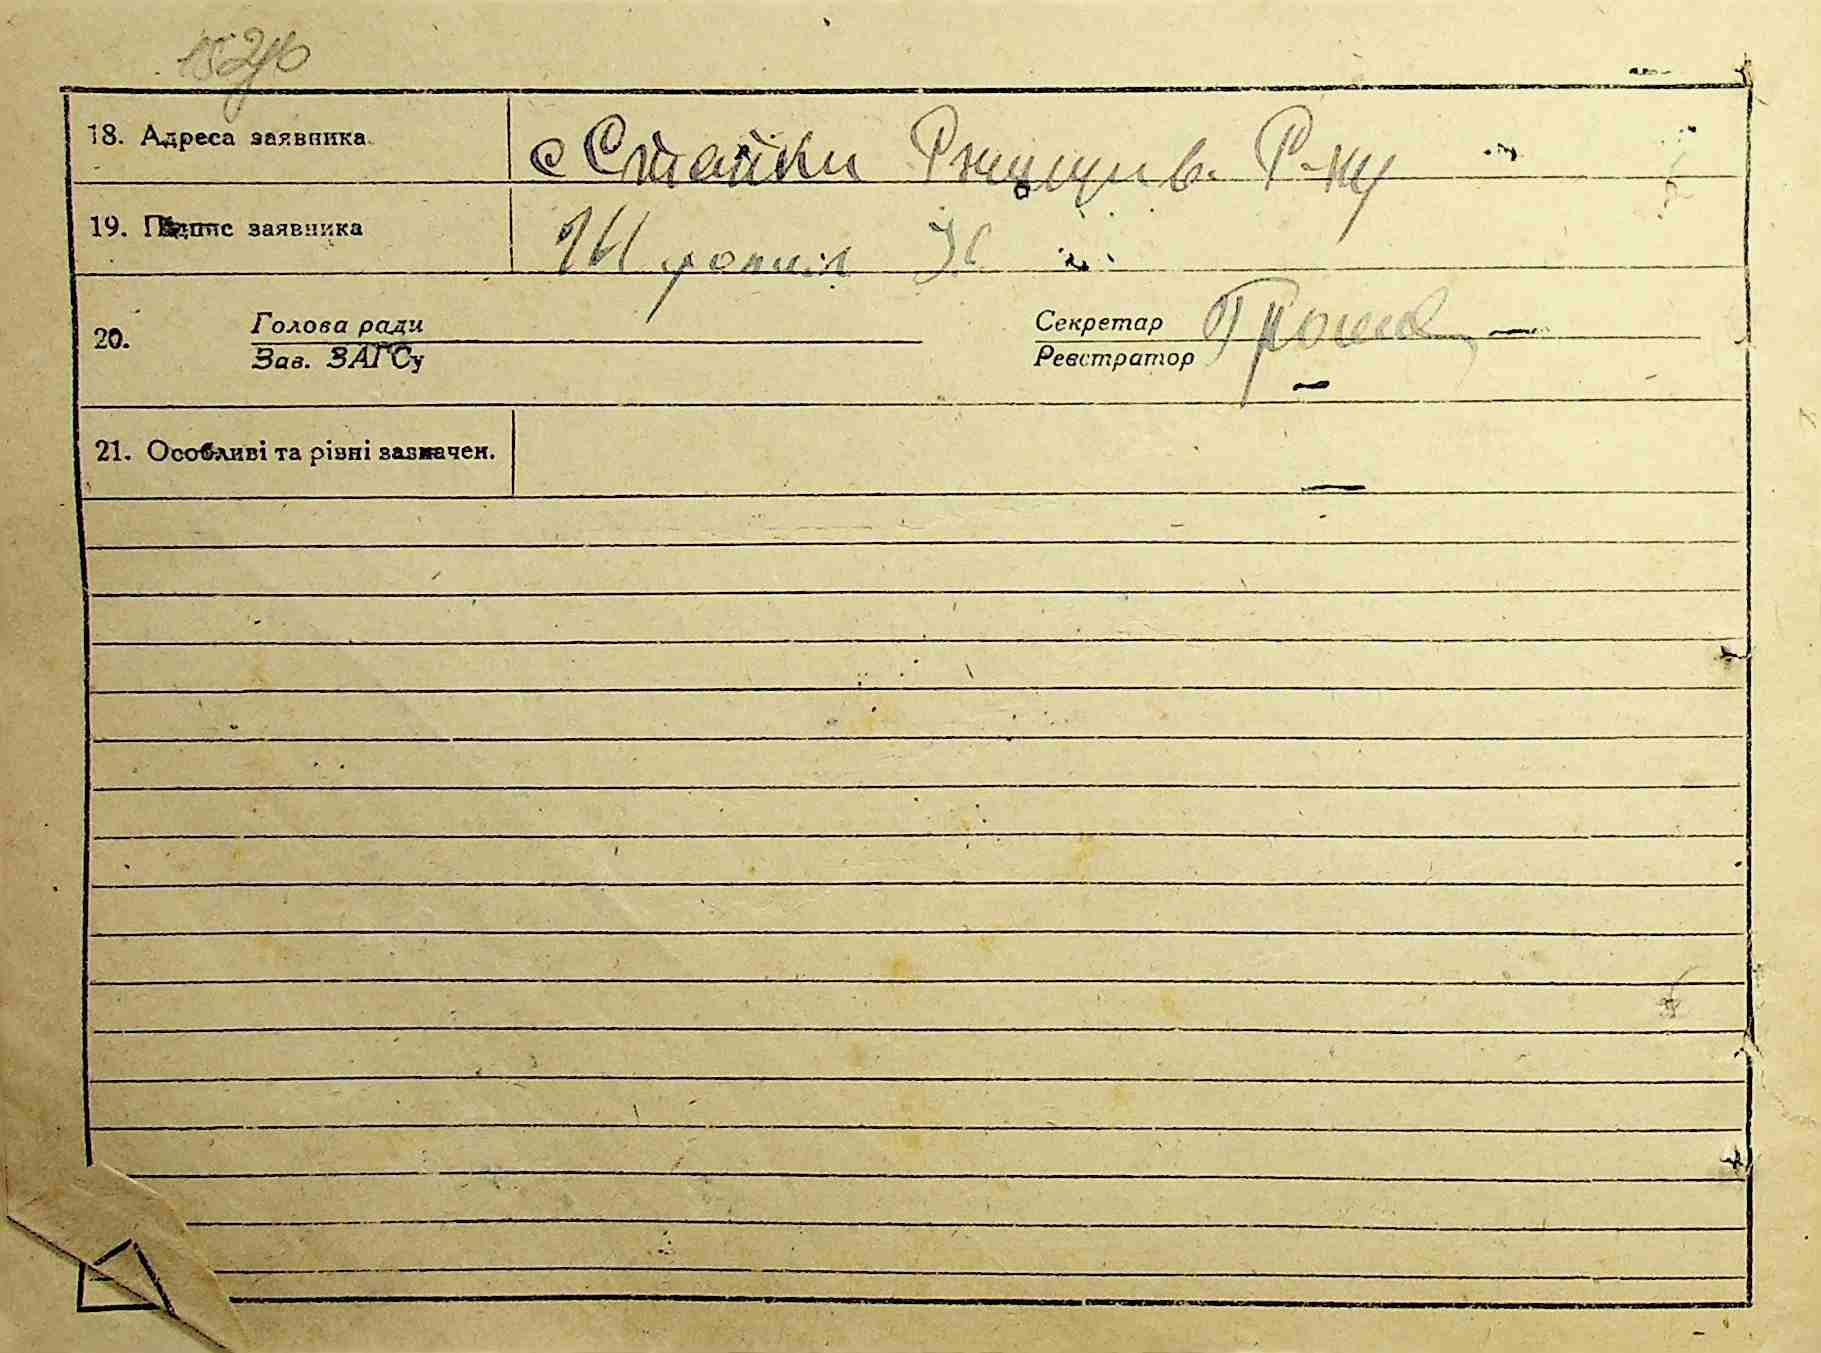 18. Адреса заявника с Стайки Ржищів. Р-ну
19. Підпис заявника
20. Голова ради Секретар
Зав. ЗАГСу Реєстратор
21. Особливі та різні зазначен.